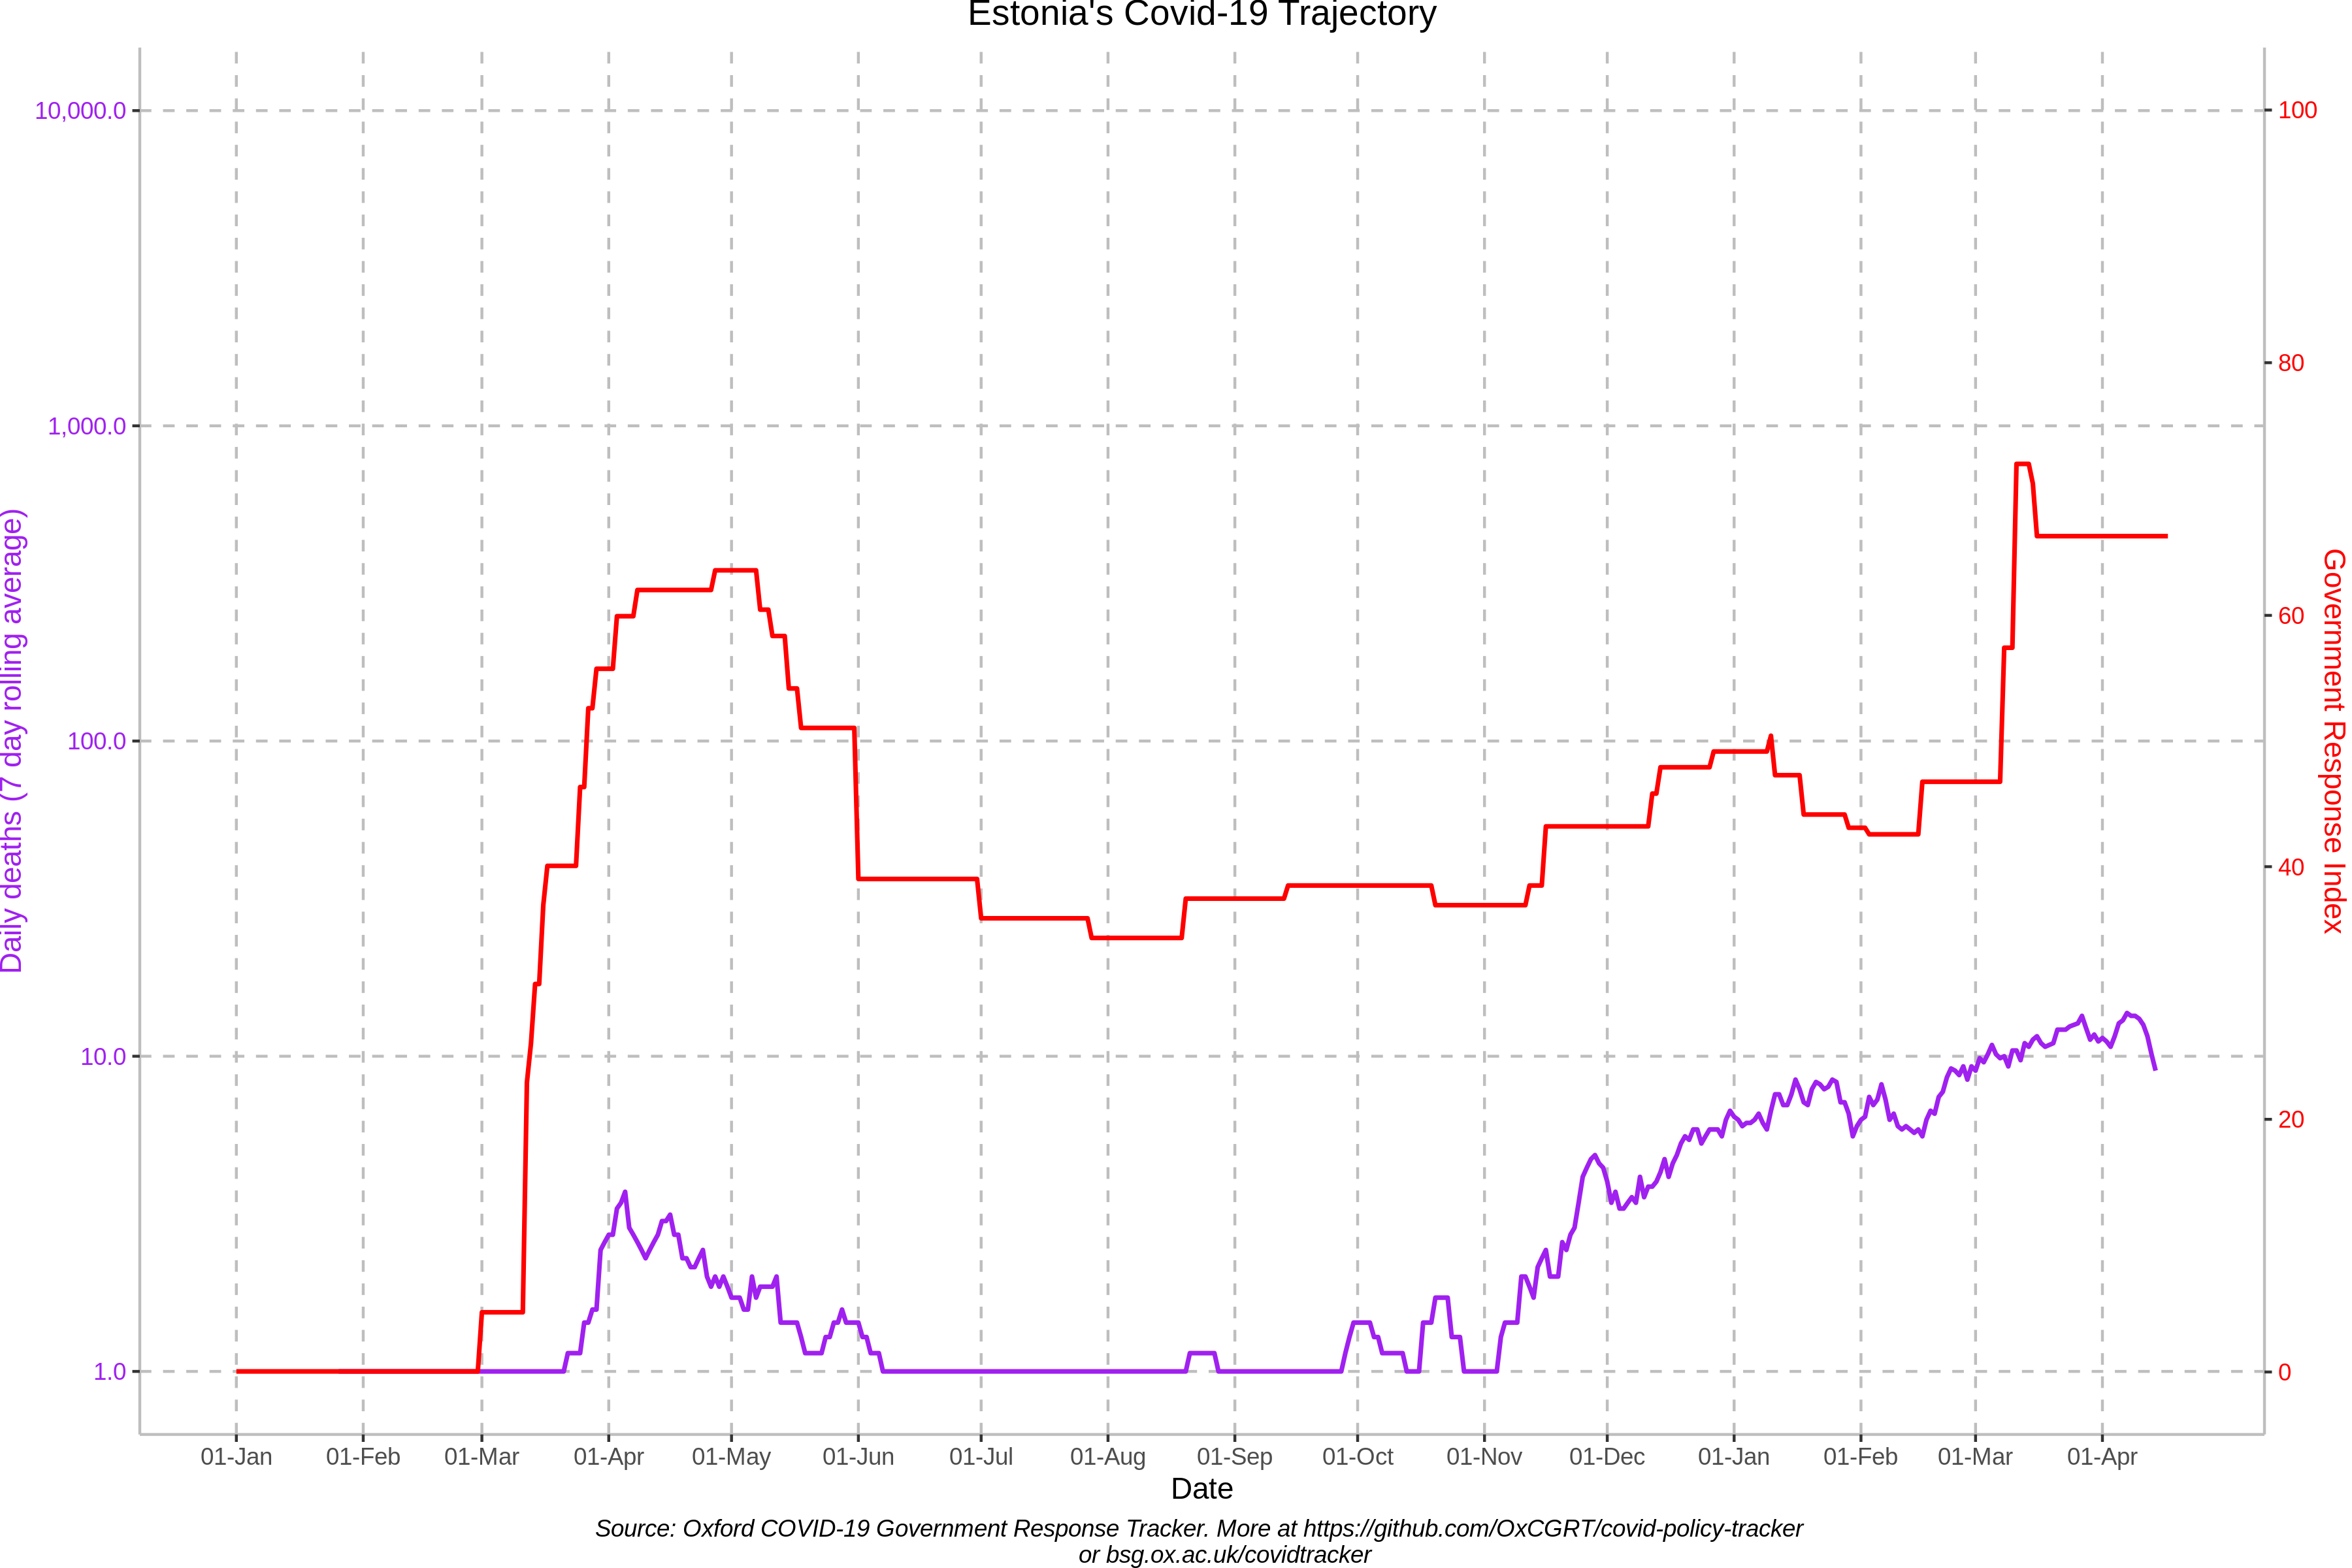 Estonia's Covid-19 Trajectory
10,000.0
1,000.0
100.0
10.0
1.0
Daily deaths (7 day rolling average)
100
80
60
40
20
0
Government Response Index
01-Jan 01-Feb 01-Mar 01-Apr 01-May 01-Jun 01-Jul 01-Aug 01-Sep 01-Oct 01-Nov 01-Dec 01-Jan 01-Feb 01-Mar 01-Apr
Date
Source: Oxford COVID-19 Government Response Tracker. More at https://github.com/OxCGRT/covid-policy-tracker
or bsg.ox.ac.uk/covidtracker